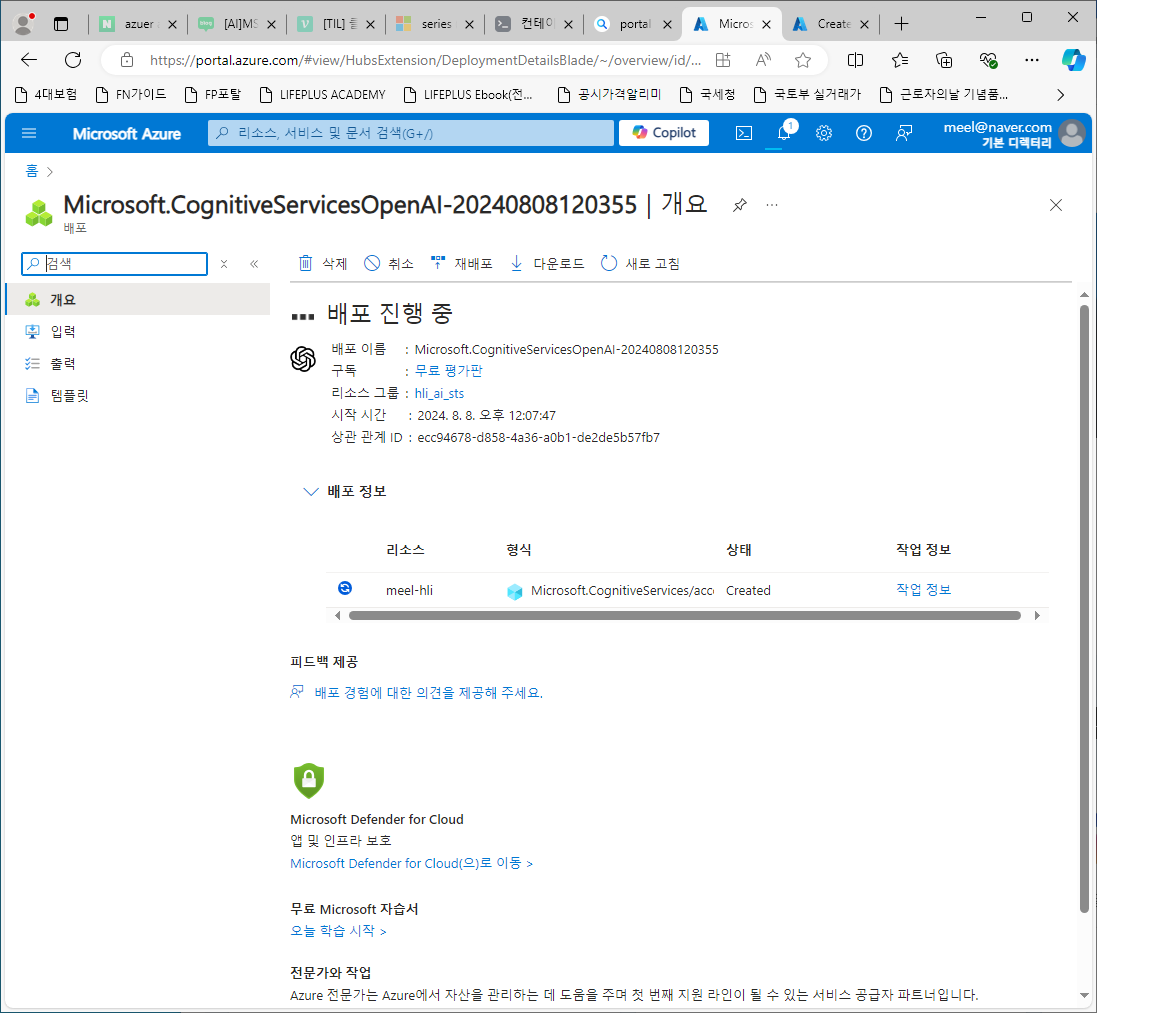 azuer
[AI]MS
[TIL]
series
컨테이
portal
Micros
Create
https://portal.azure.com/#view/HubsExtension/DeploymentDetailsBlade/~/overview/id/...
4대보험
FN가이드
FP포탈
LIFEPLUS ACADEMY
LIFEPLUS Ebook(전...
공시가격알리미
국세청
국토부 실거래가
근로자의날 기념품...
Microsoft Azure
리소스, 서비스 및 문서 검색(G+/)
Copilot
1
meel@naver.com
기본 디렉터리
홈 >
Microsoft.CognitiveServicesOpenAI-20240808120355 | 개요
배포
검색
삭제 취소 재배포 다운로드 새로 고침
개요
입력
출력
템플릿
배포 진행 중
배포 이름 : Microsoft.CognitiveServicesOpenAI-20240808120355
구독 : 무료 평가판
리소스 그룹 : hli_ai_sts
시작 시간 : 2024. 8. 8. 오후 12:07:47
상관 관계 ID : ecc94678-d858-4a36-a0b1-de2de5b57fb7
배포 정보
리소스 형식 상태 작업 정보
meel-hli Microsoft.CognitiveServices/acc Created 작업 정보
피드백 제공
배포 경험에 대한 의견을 제공해 주세요.
Microsoft Defender for Cloud
앱 및 인프라 보호
Microsoft Defender for Cloud(으)로 이동 >
무료 Microsoft 자습서
오늘 학습 시작 >
전문가와 작업
Azure 전문가는 Azure에서 자산을 관리하는 데 도움을 주며 첫 번째 지원 라인이 될 수 있는 서비스 공급자 파트너입니다.